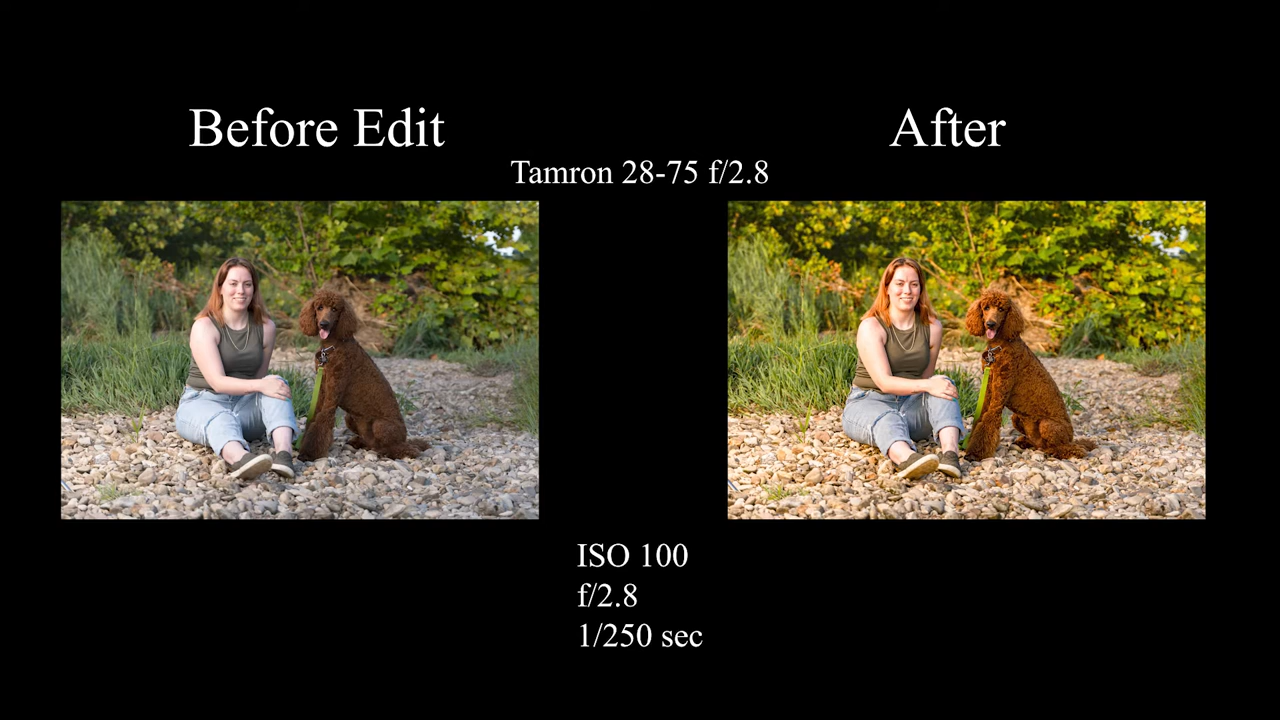 Before Edit
After
Tamron 28-75 f/2.8
ISO 100
f/2.8
1/250 sec